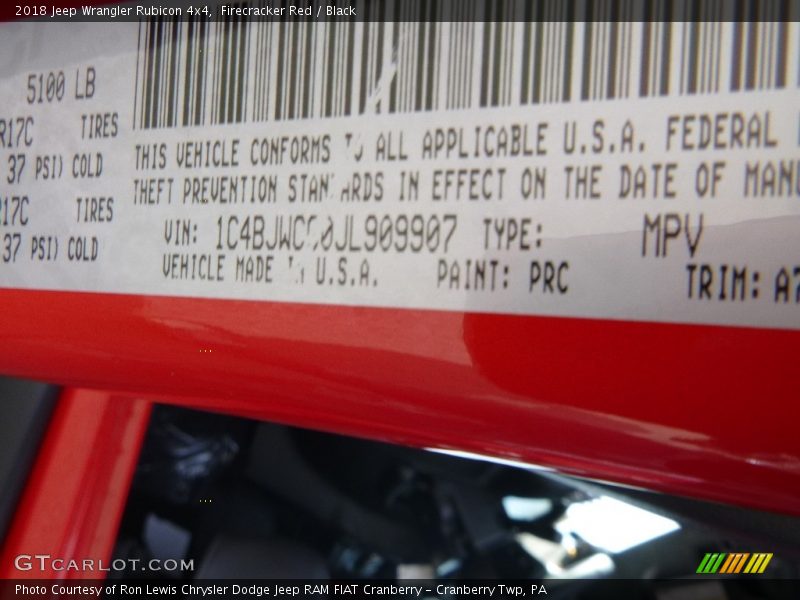 2018 Jeep Wrangler Rubicon 4x4, Firecracker Red / Black
5100 LB
R17C TIRES
37 PSI) COLD
R17C TIRES
37 PSI) COLD
THIS VEHICLE CONFORMS ALL APPLICABLE U.S.A. FEDERAL
THEFT PREVENTION IN EFFECT ON THE DATE OF
VIN: TYPE: MPV
VEHICLE MADE U.S.A. PAINT: PRC TRIM: A7
GTCARLOT.COM
Photo Courtesy of Ron Lewis Chrysler Dodge Jeep RAM FIAT Cranberry – Cranberry Twp, PA